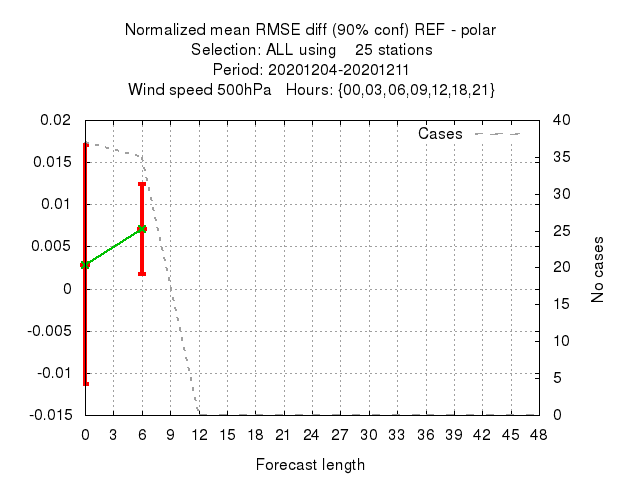 Normalized mean RMSE diff (90% conf) REF - polar
Selection: ALL using    25 stations
Period: 20201204-20201211
Wind speed 500hPa   Hours: {00,03,06,09,12,18,21}
0.02
0.015
0.01
0.005
0
-0.005
-0.01
-0.015
Cases
40
35
30
25
20
15
10
5
0
No cases
0 3 6 9 12 15 18 21 24 27 30 33 36 39 42 45 48
Forecast length